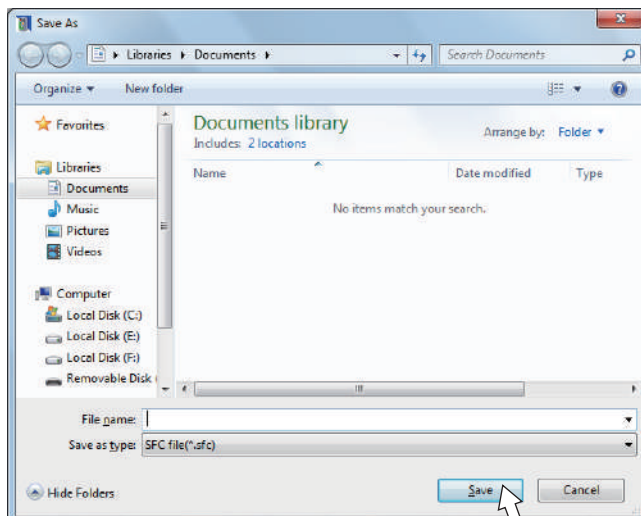 Save As
Libraries Documents
Search Documents
Organize New folder
Favorites
Libraries
Documents
Music
Pictures
Videos
Computer
Local Disk (C:)
Local Disk (E:)
Local Disk (F:)
Removable Disk
Documents library
Includes: 2 locations
Arrange by: Folder
Name Date modified Type
No items match your search.
File name:
Save as type: SFC file(*.sfc)
Hide Folders
Save Cancel